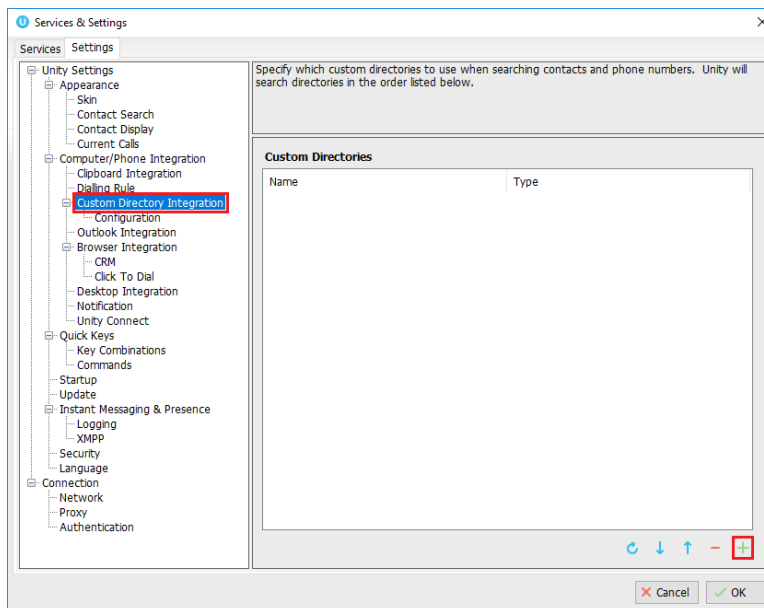 Services & Settings
Services Settings
Unity Settings
Appearance
Skin
Contact Search
Contact Display
Current Calls
Computer/Phone Integration
Clipboard Integration
Dialling Rule
Custom Directory Integration
Configuration
Outlook Integration
Browser Integration
CRM
Click To Dial
Desktop Integration
Notification
Unity Connect
Quick Keys
Key Combinations
Commands
Startup
Update
Instant Messaging & Presence
Logging
XMPP
Security
Language
Connection
Network
Proxy
Authentication
Specify which custom directories to use when searching contacts and phone numbers. Unity will
search directories in the order listed below.
Custom Directories
Name Type
Cancel OK